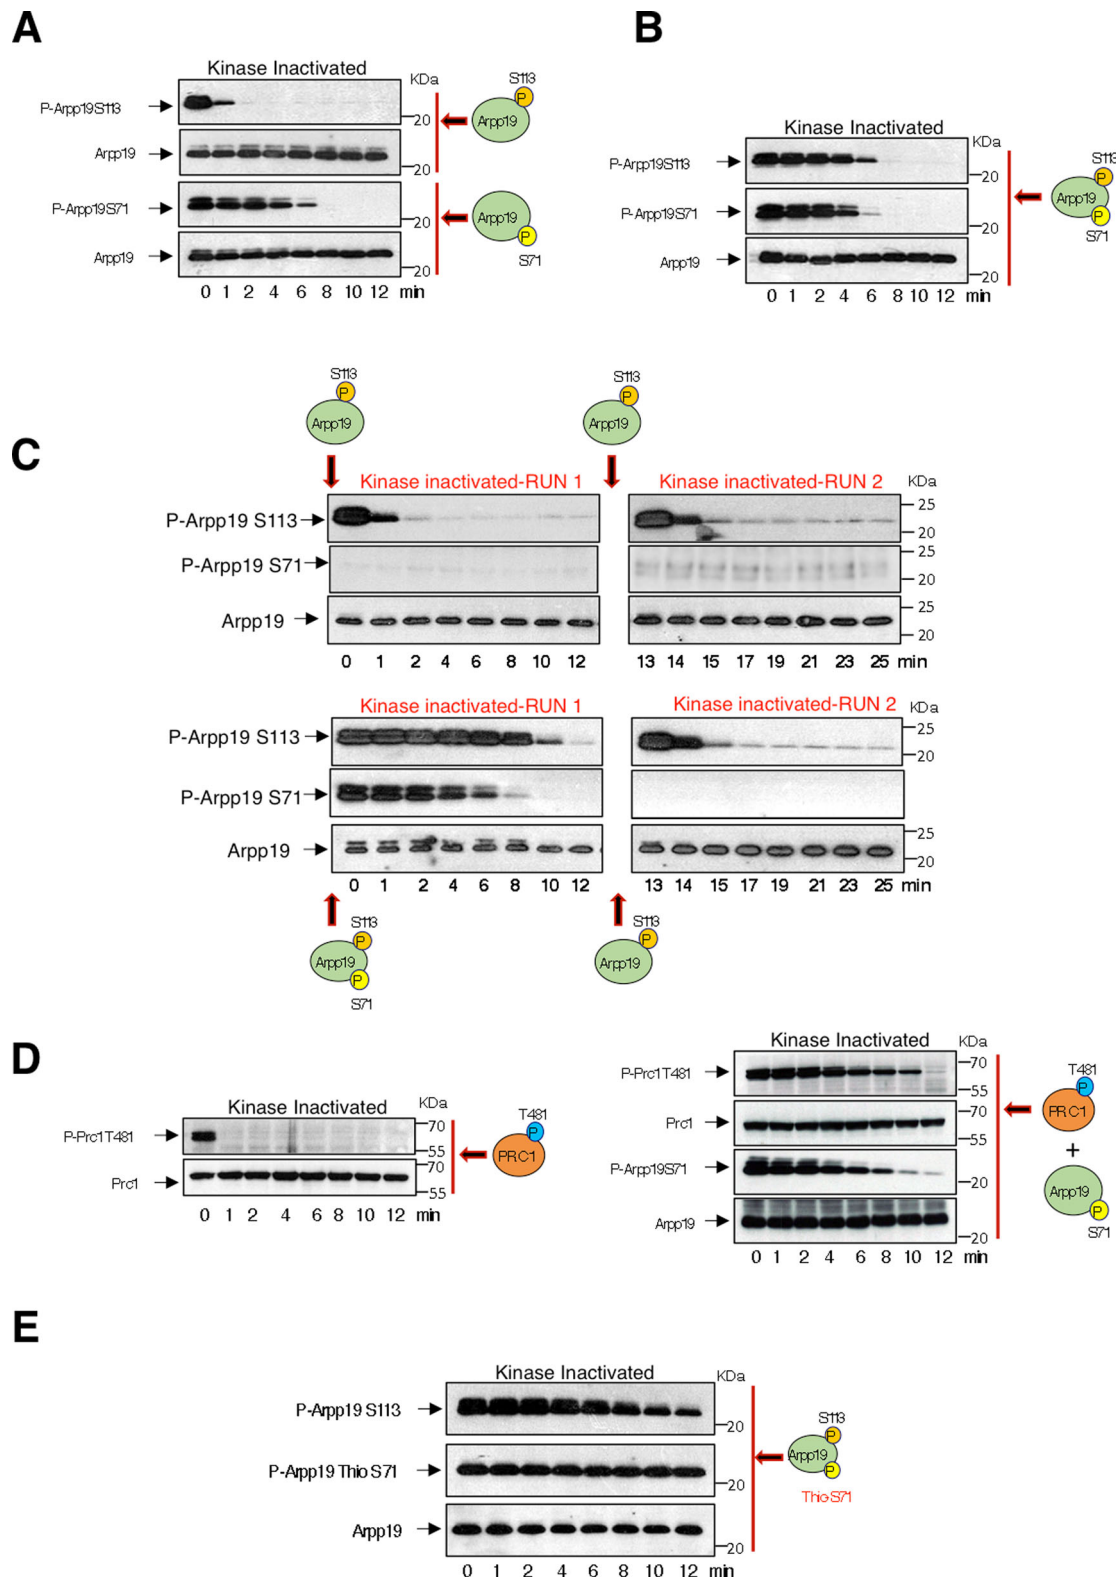 A
Kinase Inactivated
KDa
P-Arpp19S113
20
Arpp19
20
P-Arpp19S71
20
Arpp19
20
0 1 2 4 6 8 10 12 min
S113
P
Arpp19
Arpp19
P
S71
B
Kinase Inactivated
KDa
P-Arpp19S113
20
P-Arpp19S71
20
Arpp19
20
0 1 2 4 6 8 10 12 min
S113
P
Arpp19
P
S71
C
S113
P
Arpp19
S113
P
Arpp19
Kinase inactivated-RUN 1
Kinase inactivated-RUN 2
KDa
P-Arpp19 S113
25
20
P-Arpp19 S71
25
20
Arpp19
25
20
0 1 2 4 6 8 10 12
13 14 15 17 19 21 23 25 min
Kinase inactivated-RUN 1
Kinase inactivated-RUN 2
KDa
P-Arpp19 S113
25
20
P-Arpp19 S71
Arpp19
25
20
0 1 2 4 6 8 10 12
13 14 15 17 19 21 23 25 min
S113
P
Arpp19
P
S71
S113
P
Arpp19
D
Kinase Inactivated
KDa
P-Prc1T481
70
55
Prc1
70
55
0 1 2 4 6 8 10 12 min
T481
P
PRC1
Kinase Inactivated
KDa
P-Prc1T481
70
55
Prc1
70
55
P-Arpp19S71
20
Arpp19
20
0 1 2 4 6 8 10 12 min
T481
P
PRC1
+
Arpp19
P
S71
E
Kinase Inactivated
KDa
P-Arpp19 S113
20
P-Arpp19 Thio S71
20
Arpp19
20
0 1 2 4 6 8 10 12 min
S113
P
Arpp19
P
Thio S71